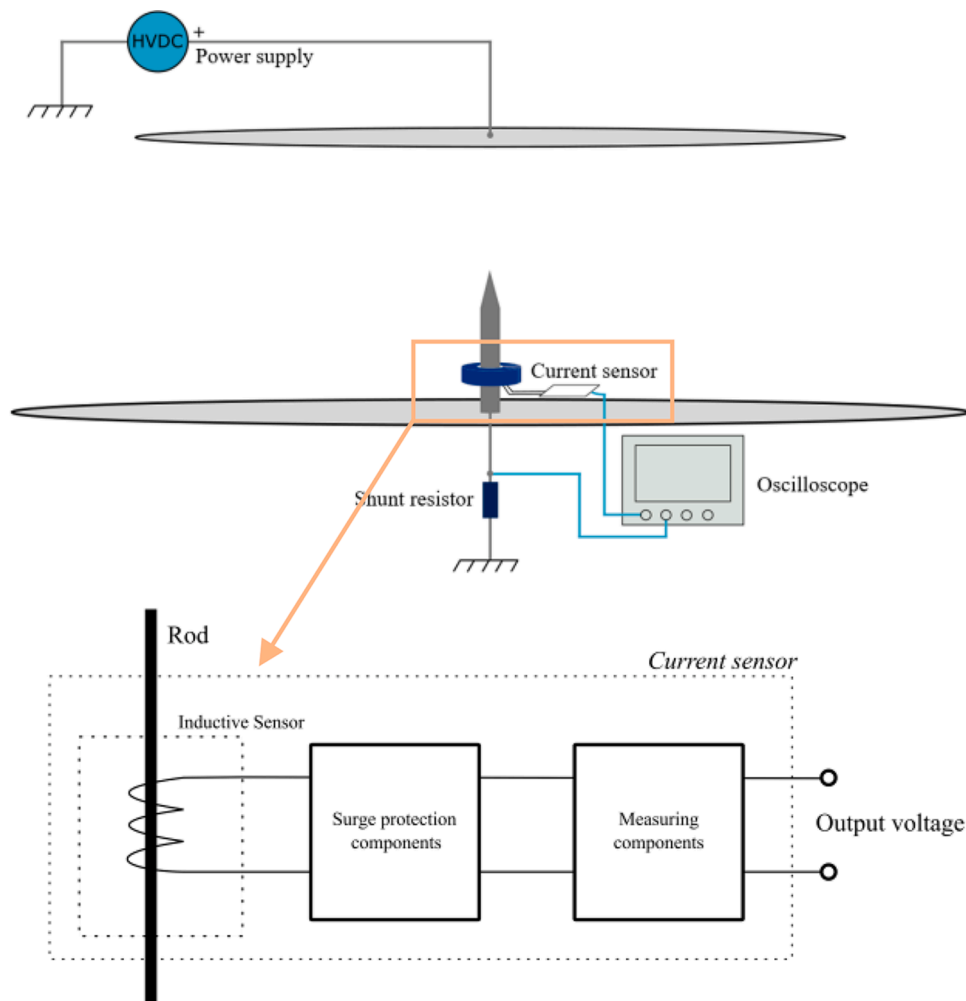 HVDC
+
Power supply
Current sensor
Oscilloscope
Shunt resistor
Rod
Current sensor
Inductive Sensor
Surge protection
components
Measuring
components
Output voltage